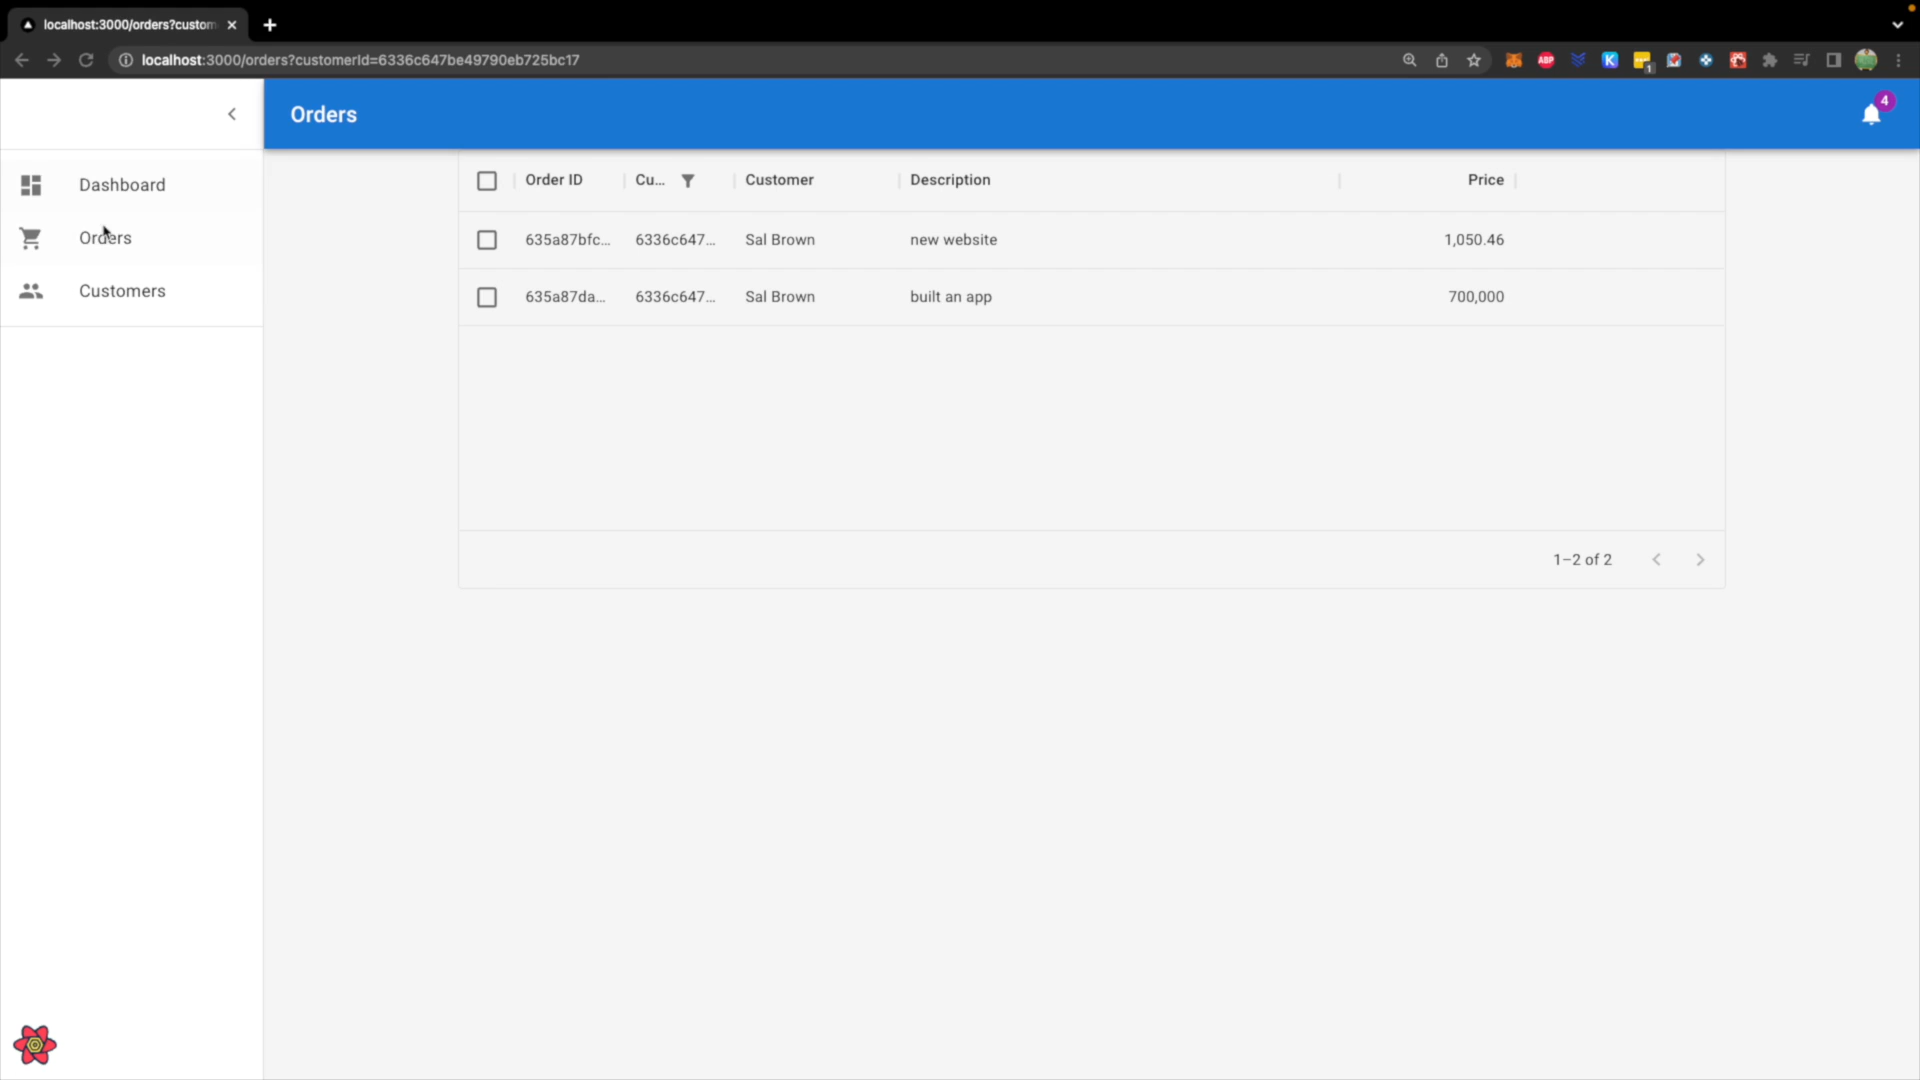 localhost:3000/orders?custom
localhost:3000/orders?customerId=6336c647be49790eb725bc17
ABP
K
1
Orders
4
Dashboard
Orders
Customers
Order ID Cu... Customer Description Price
635a87bfc... 6336c647... Sal Brown new website 1,050.46
635a87da... 6336c647... Sal Brown built an app 700,000
1–2 of 2